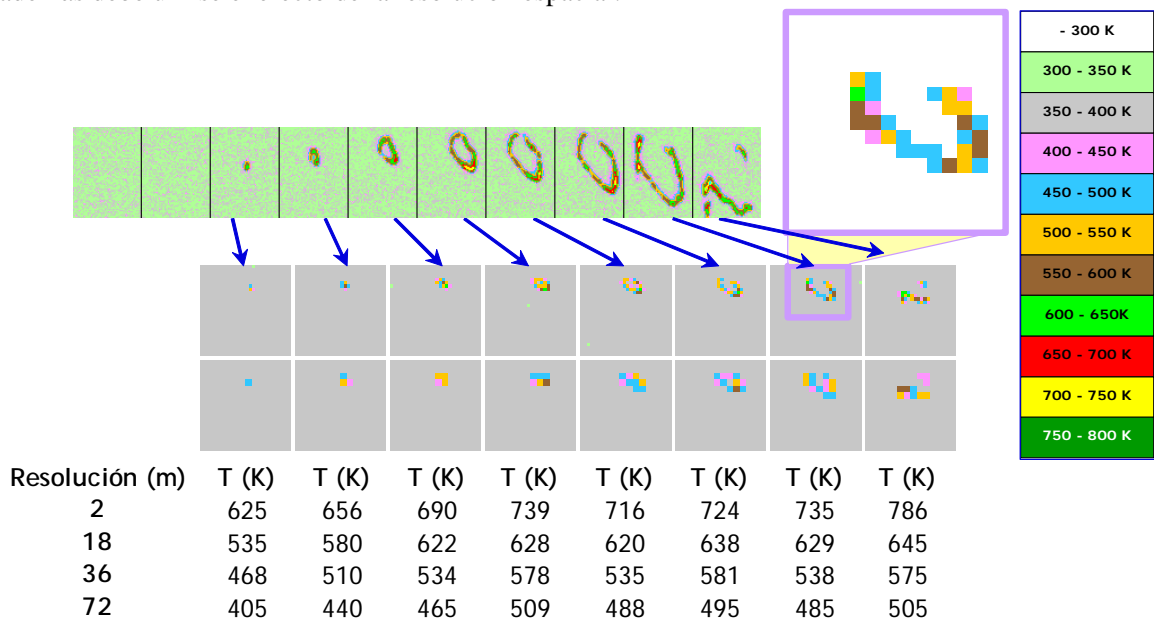 - 300 K
300 - 350 K
350 - 400 K
400 - 450 K
450 - 500 K
500 - 550 K
550 - 600 K
600 - 650K
650 - 700 K
700 - 750 K
750 - 800 K
Resolución (m) T (K) T (K) T (K) T (K) T (K) T (K) T (K) T (K)
2 625 656 690 739 716 724 735 786
18 535 580 622 628 620 638 629 645
36 468 510 534 578 535 581 538 575
72 405 440 465 509 488 495 485 505